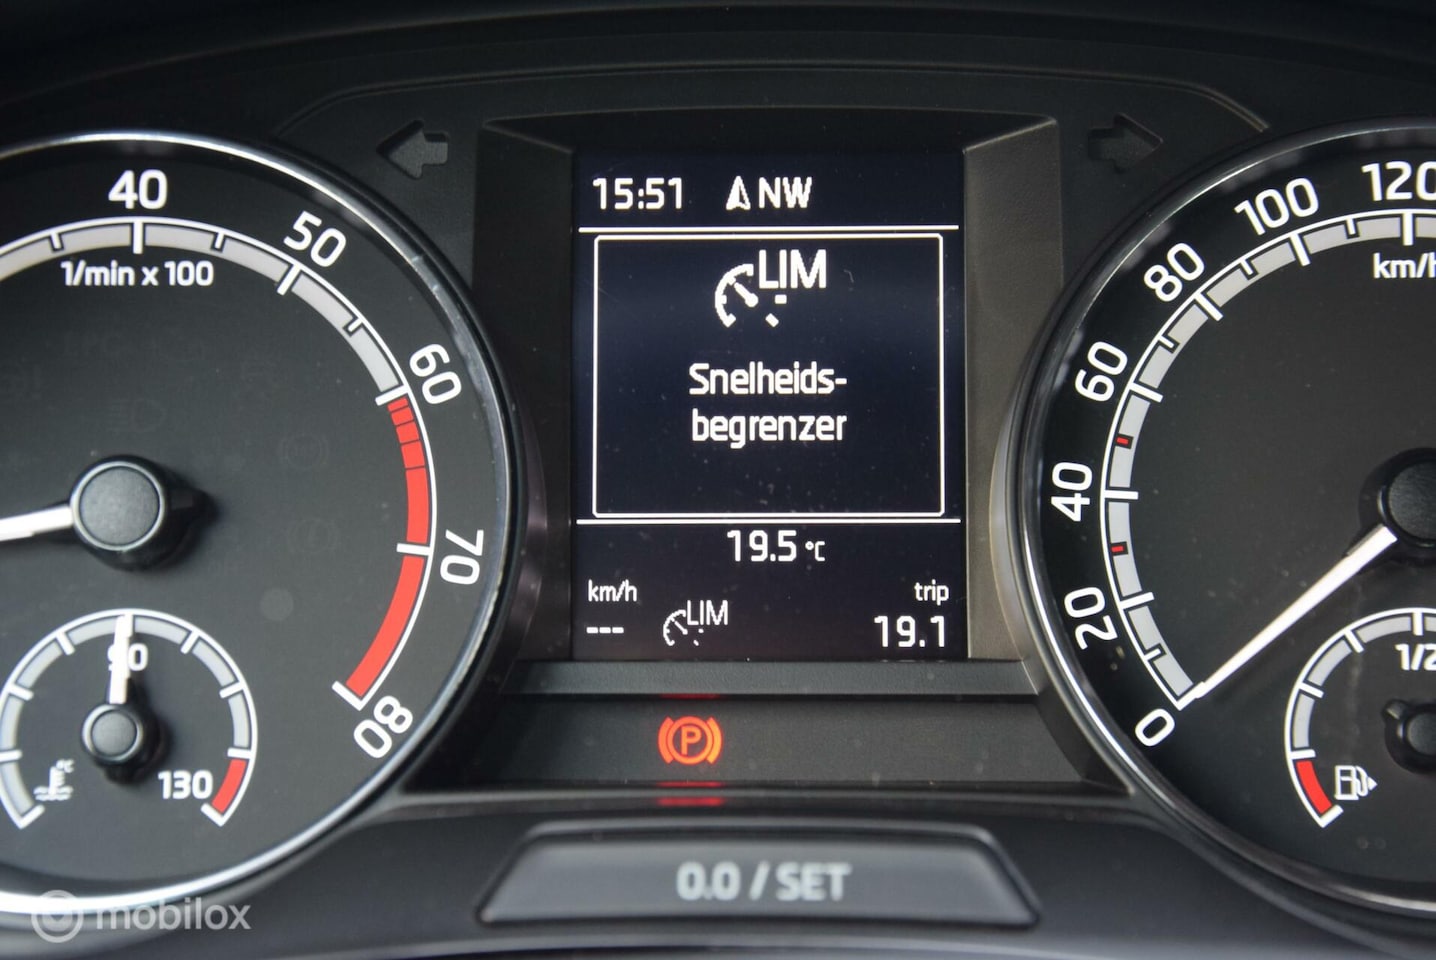 15:51 NW
LIM
Snelheids-
begrenzer
19.5 °C
km/h trip
--- LIM 19.1
40
50
60
70
80
1/min x 100
90
130
°C
120
100
80
60
40
20
0
km/h
1/2
P
0.0 / SET
mobilox